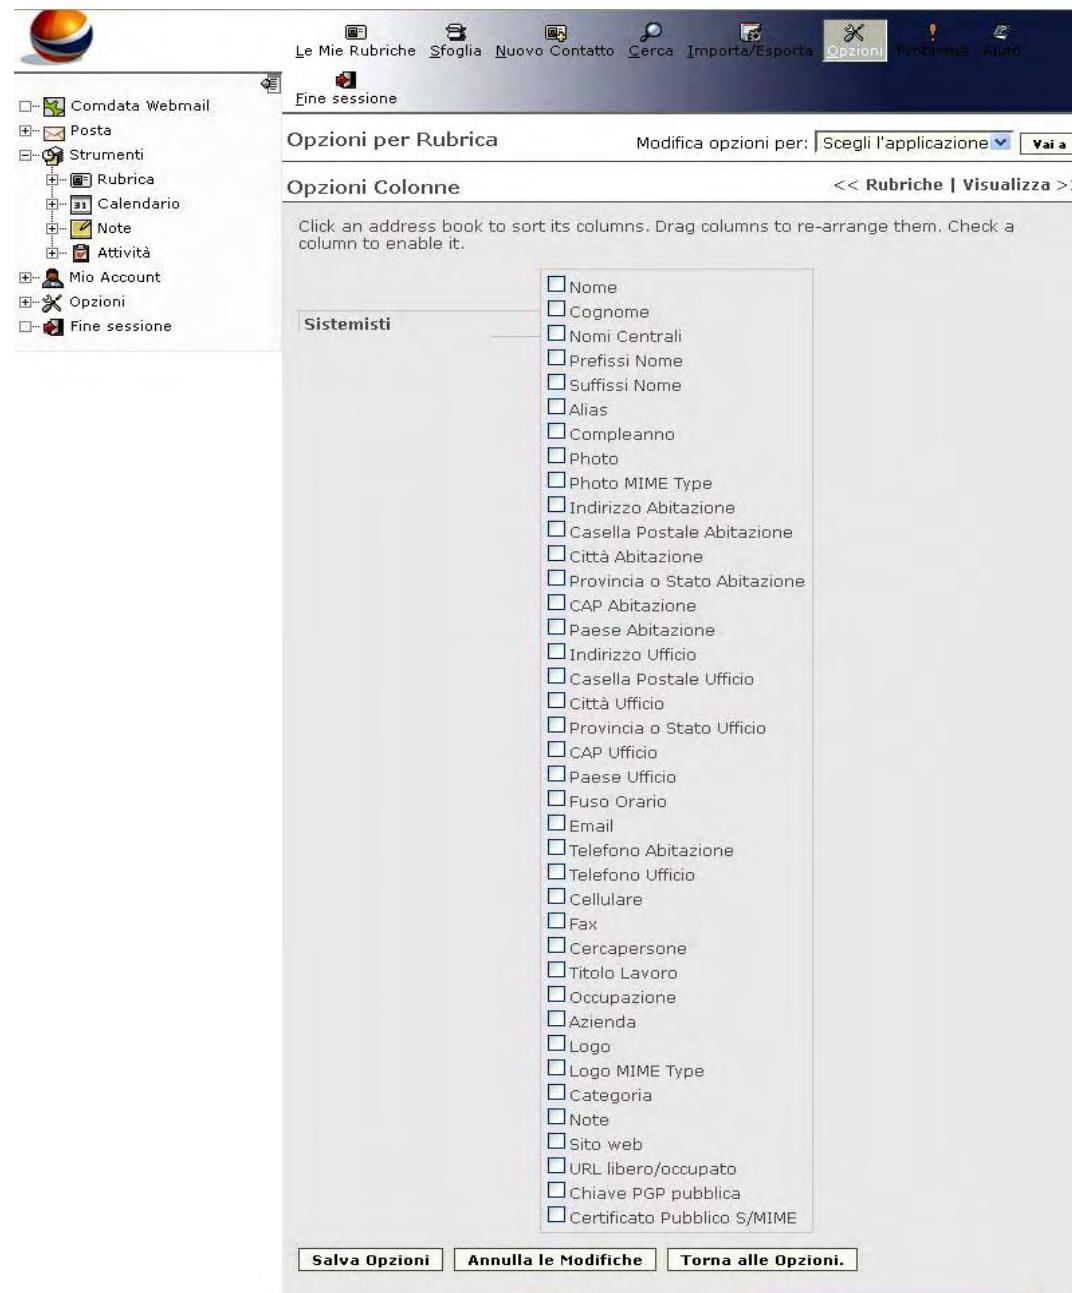 Le Mie Rubriche Sfoglia Nuovo Contatto Cerca Importa/Esporta Opzioni Problema Aiuto
Fine sessione
Comdata Webmail
Posta
Strumenti
Rubrica
Calendario
Note
Attività
Mio Account
Opzioni
Fine sessione
Opzioni per Rubrica Modifica opzioni per: Scegli l'applicazione Vai a
Opzioni Colonne << Rubriche | Visualizza >
Click an address book to sort its columns. Drag columns to re-arrange them. Check a
column to enable it.
Sistemisti
Nome
Cognome
Nomi Centrali
Prefissi Nome
Suffissi Nome
Alias
Compleanno
Photo
Photo MIME Type
Indirizzo Abitazione
Casella Postale Abitazione
Città Abitazione
Provincia o Stato Abitazione
CAP Abitazione
Paese Abitazione
Indirizzo Ufficio
Casella Postale Ufficio
Città Ufficio
Provincia o Stato Ufficio
CAP Ufficio
Paese Ufficio
Fuso Orario
Email
Telefono Abitazione
Telefono Ufficio
Cellulare
Fax
Cercapersone
Titolo Lavoro
Occupazione
Azienda
Logo
Logo MIME Type
Categoria
Note
Sito web
URL libero/occupato
Chiave PGP pubblica
Certificato Pubblico S/MIME
Salva Opzioni Annulla le Modifiche Torna alle Opzioni.